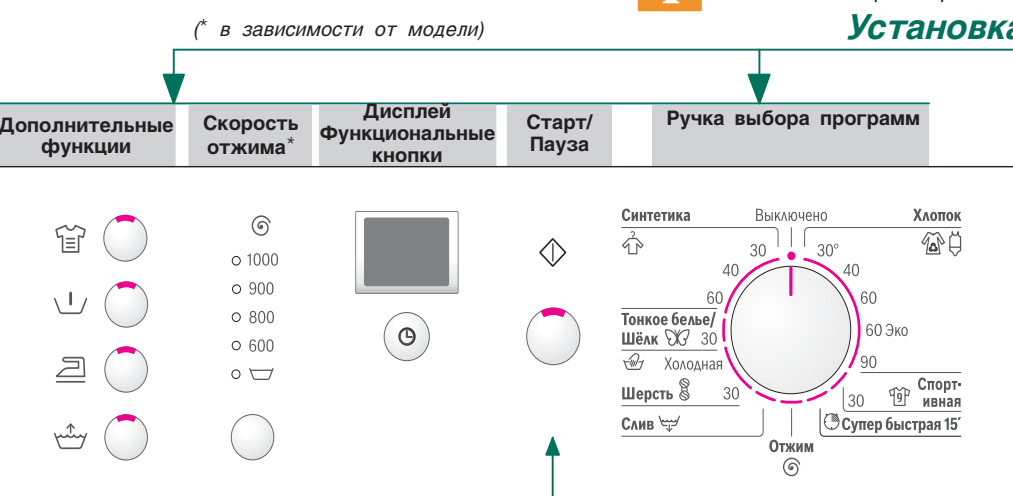 (* в зависимости от модели)
Установка
Дополнительные
функции
Скорость
отжима*
Дисплей
Функциональные
кнопки
Старт/
Пауза
Ручка выбора программ
1000
900
800
600
Синтетика
Выключено
Хлопок
30
30°
40
40
60
60
Тонкое белье/
Шёлк 30
60 Эко
Холодная
90
Шерсть 30
30
Спорт-
ивная
Слив
Супер быстрая 15′
Отжим